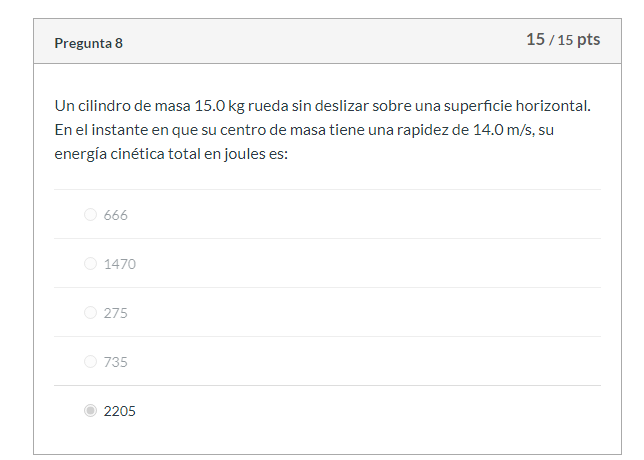 Pregunta 8
15 / 15 pts
Un cilindro de masa 15.0 kg rueda sin deslizar sobre una superficie horizontal.
En el instante en que su centro de masa tiene una rapidez de 14.0 m/s, su
energía cinética total en joules es:
666
1470
275
735
2205